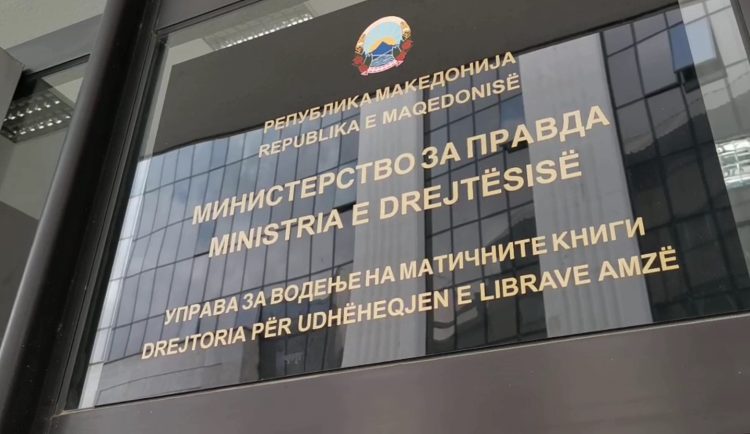 РЕПУБЛИКА МАКЕДОНИЈА
REPUBLIKA E MAQEDONISË
МИНИСТЕРСТВО ЗА ПРАВДА
MINISTRIA E DREJTËSISË
УПРАВА ЗА ВОДЕЊЕ НА МАТИЧНИТЕ КНИГИ
DREJTORIA PËR UDHËHEQJEN E LIBRAVE AMZË